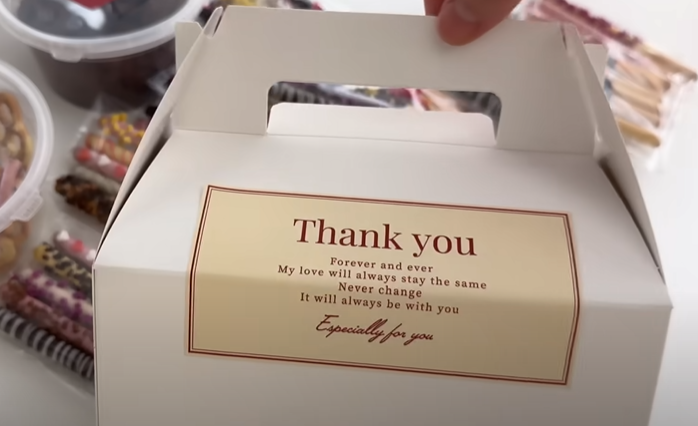 Thank you
Forever and ever
My love will always stay the same
Never change
It will always be with you
Especially for you